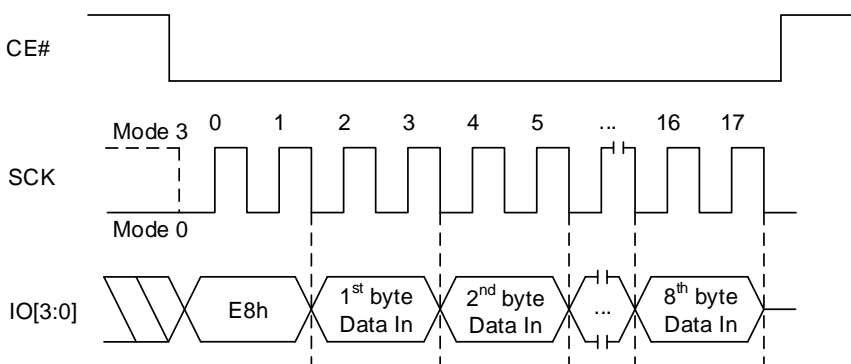 CE#
Mode 3
0 1 2 3 4 5 ... 16 17
SCK
Mode 0
IO[3:0]
E8h
1st byte
Data In
2nd byte
Data In
...
8th byte
Data In